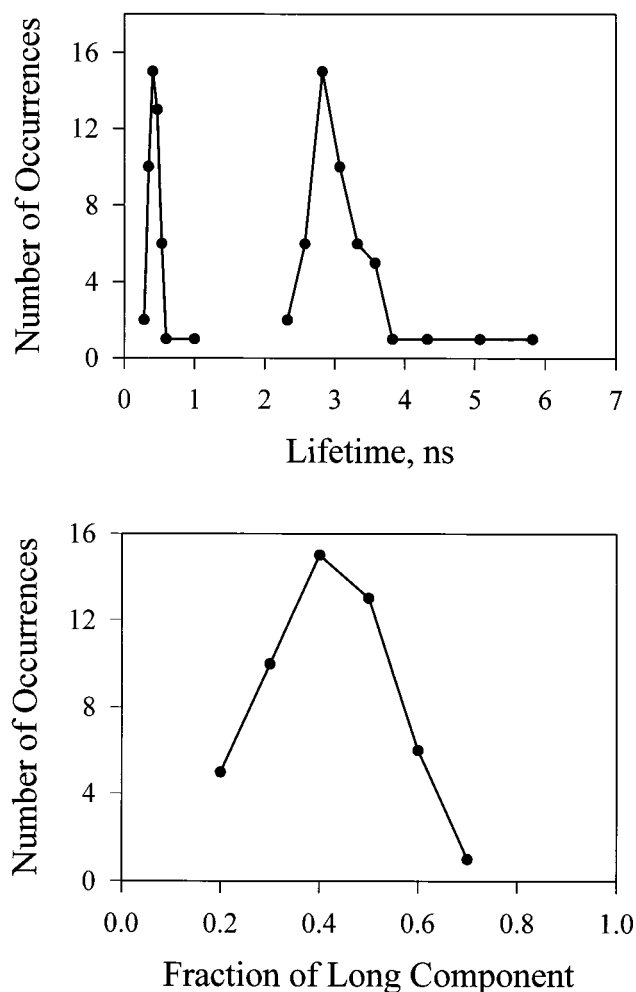 Number of Occurrences
16
12
8
4
0
0 1 2 3 4 5 6 7
Lifetime, ns
Number of Occurrences
16
12
8
4
0
0.0 0.2 0.4 0.6 0.8 1.0
Fraction of Long Component